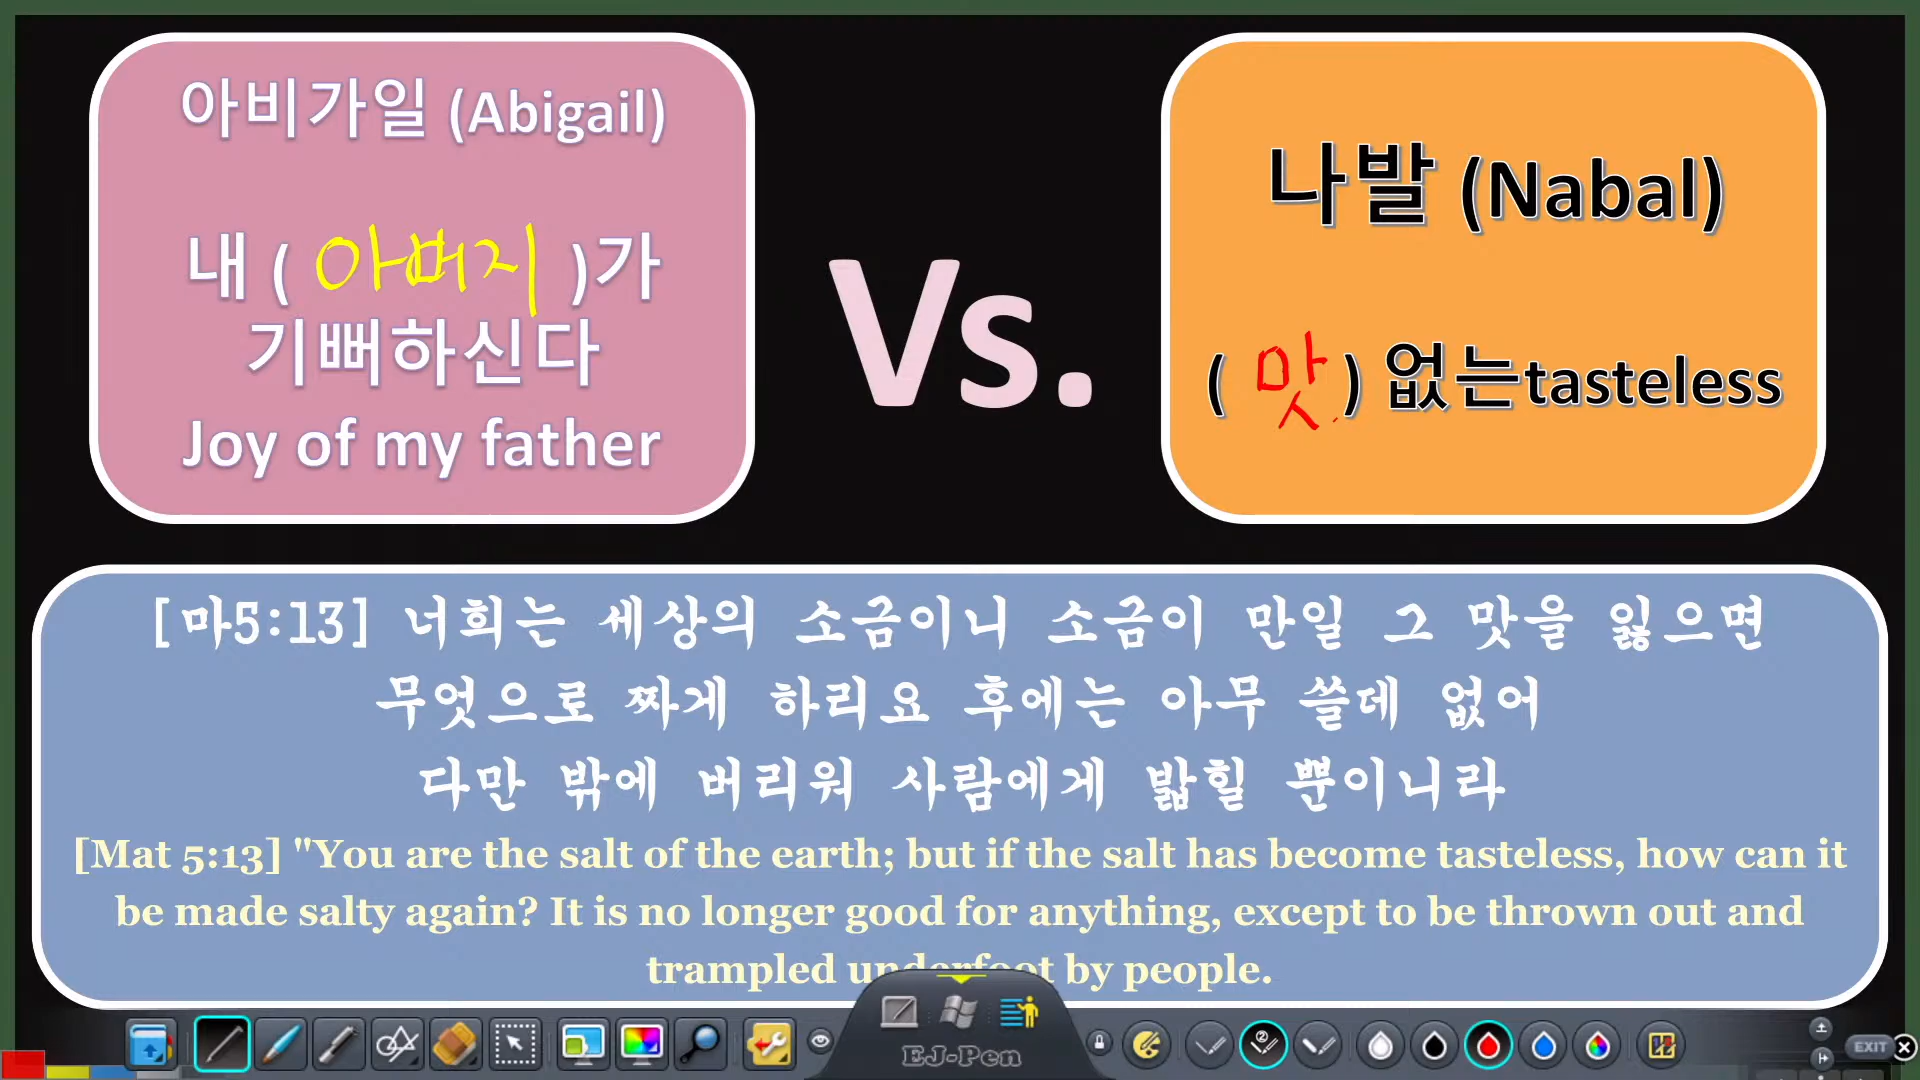 아비가일 (Abigail)
내 ( 아버지 )가
기뻐하신다
Joy of my father
Vs.
나발 (Nabal)
( 맛 ) 없는tasteless
[마5:13] 너희는 세상의 소금이니 소금이 만일 그 맛을 잃으면
무엇으로 짜게 하리요 후에는 아무 쓸데 없어
다만 밖에 버리워 사람에게 밟힐 뿐이니라
[Mat 5:13] "You are the salt of the earth; but if the salt has become tasteless, how can it
be made salty again? It is no longer good for anything, except to be thrown out and
trampled underfoot by people.
EJ-Pen
EXIT